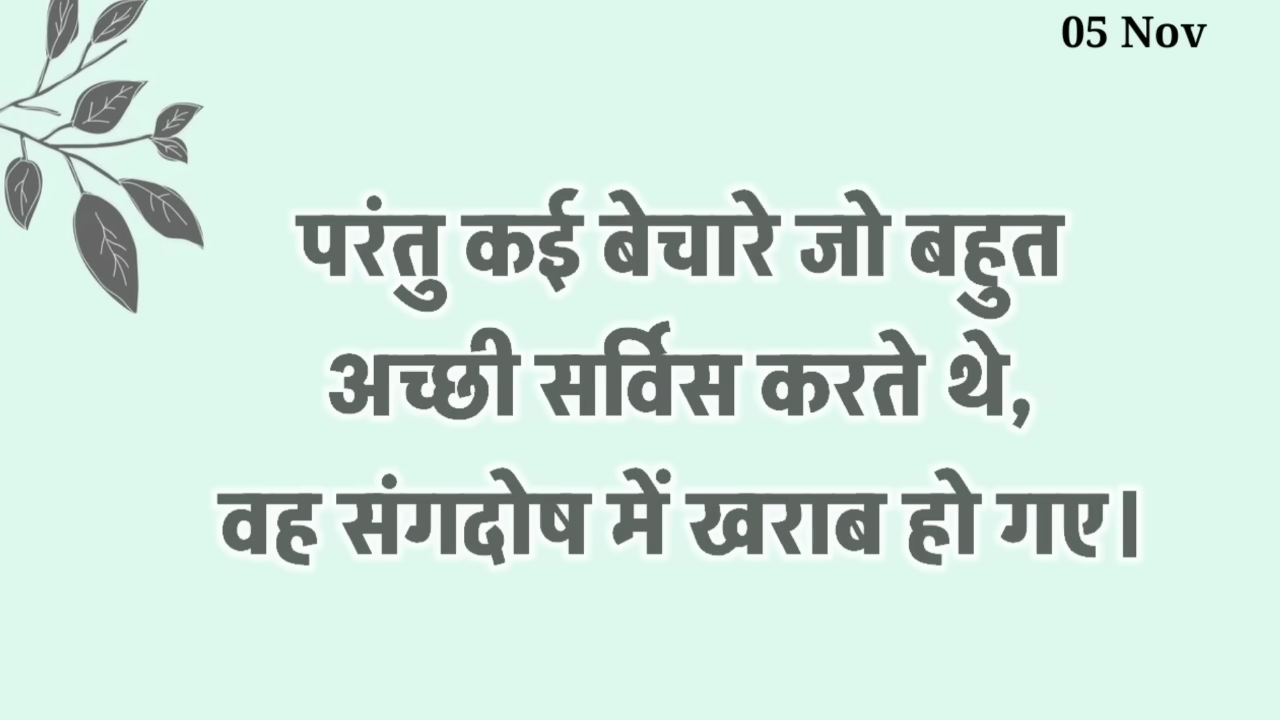 05 Nov
परंतु कई बेचारे जो बहुत
अच्छी सर्विस करते थे,
वह संगदोष में खराब हो गए।